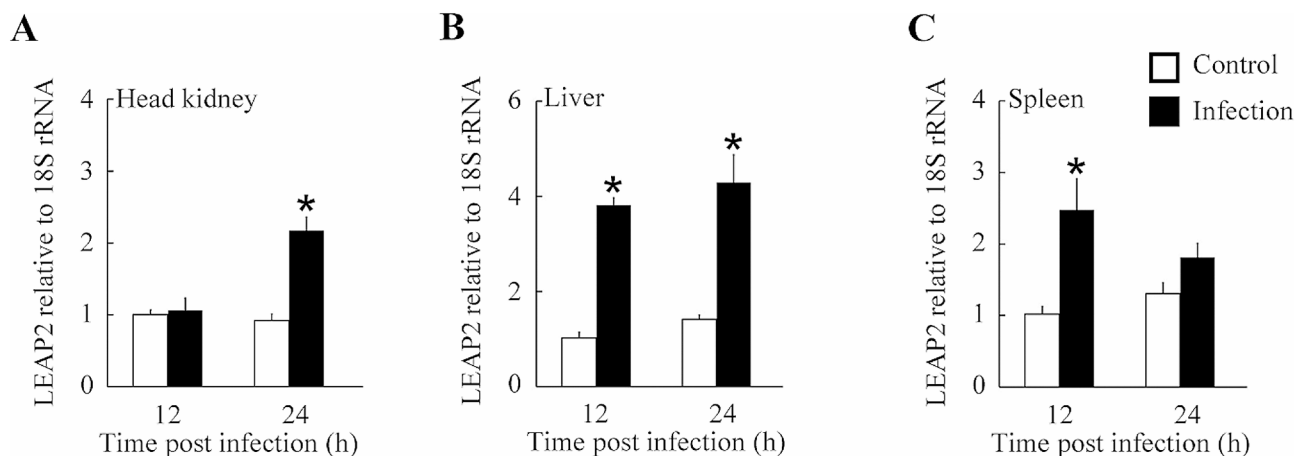 A
LEAP2 relative to 18S rRNA
Head kidney
4
3
2
1
0
*
12 24
Time post infection (h)
B
LEAP2 relative to 18S rRNA
Liver
6
4
2
0
* *
12 24
Time post infection (h)
C
LEAP2 relative to 18S rRNA
Spleen
4
3
2
1
0
*
12 24
Time post infection (h)
Control
Infection